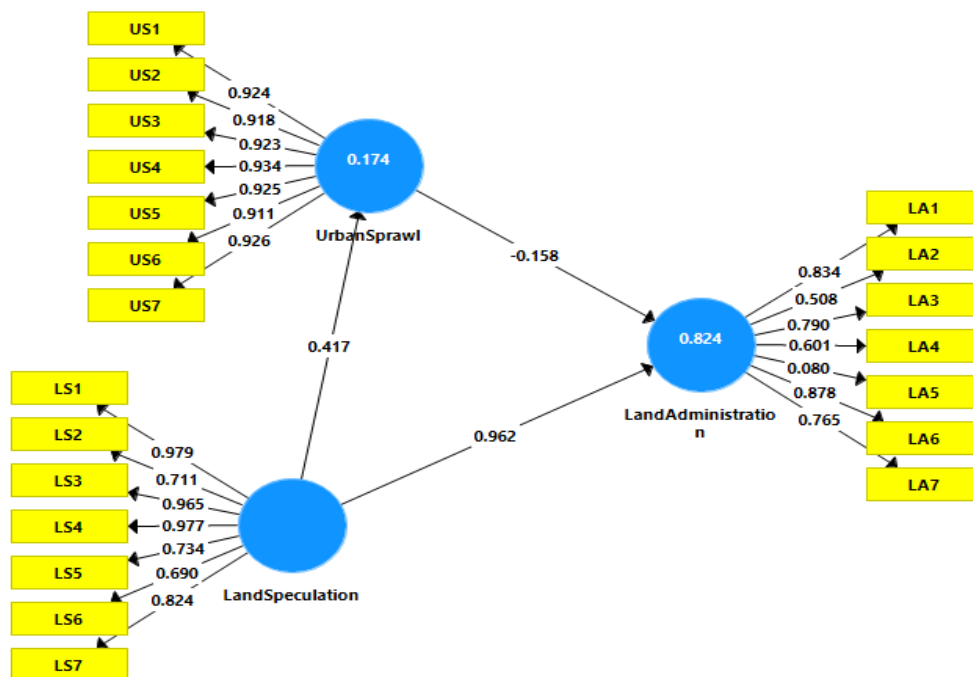 US1
US2
US3
US4
US5
US6
US7
0.924
0.918
0.923
0.934
0.925
0.911
0.926
0.174
UrbanSprawl
-0.158
0.417
LA1
LA2
LA3
LA4
LA5
LA6
LA7
0.834
0.508
0.790
0.601
0.080
0.878
0.765
0.824
LandAdministratio
n
0.962
LS1
LS2
LS3
LS4
LS5
LS6
LS7
0.979
0.711
0.965
0.977
0.734
0.690
0.824
LandSpeculation